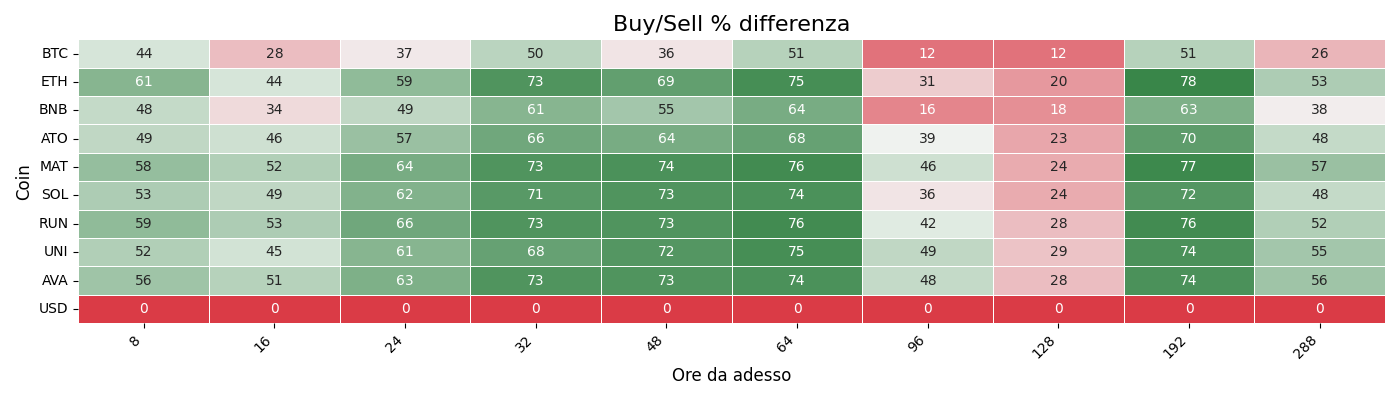 Buy/Sell % differenza
BTC 44 28 37 50 36 51 12 12 51 26
ETH 61 44 59 73 69 75 31 20 78 53
BNB 48 34 49 61 55 64 16 18 63 38
ATO 49 46 57 66 64 68 39 23 70 48
MAT 58 52 64 73 74 76 46 24 77 57
SOL 53 49 62 71 73 74 36 24 72 48
RUN 59 53 66 73 73 76 42 28 76 52
UNI 52 45 61 68 72 75 49 29 74 55
AVA 56 51 63 73 73 74 48 28 74 56
USD 0 0 0 0 0 0 0 0 0 0
8 16 24 32 48 64 96 128 192 288
Coin
Ore da adesso